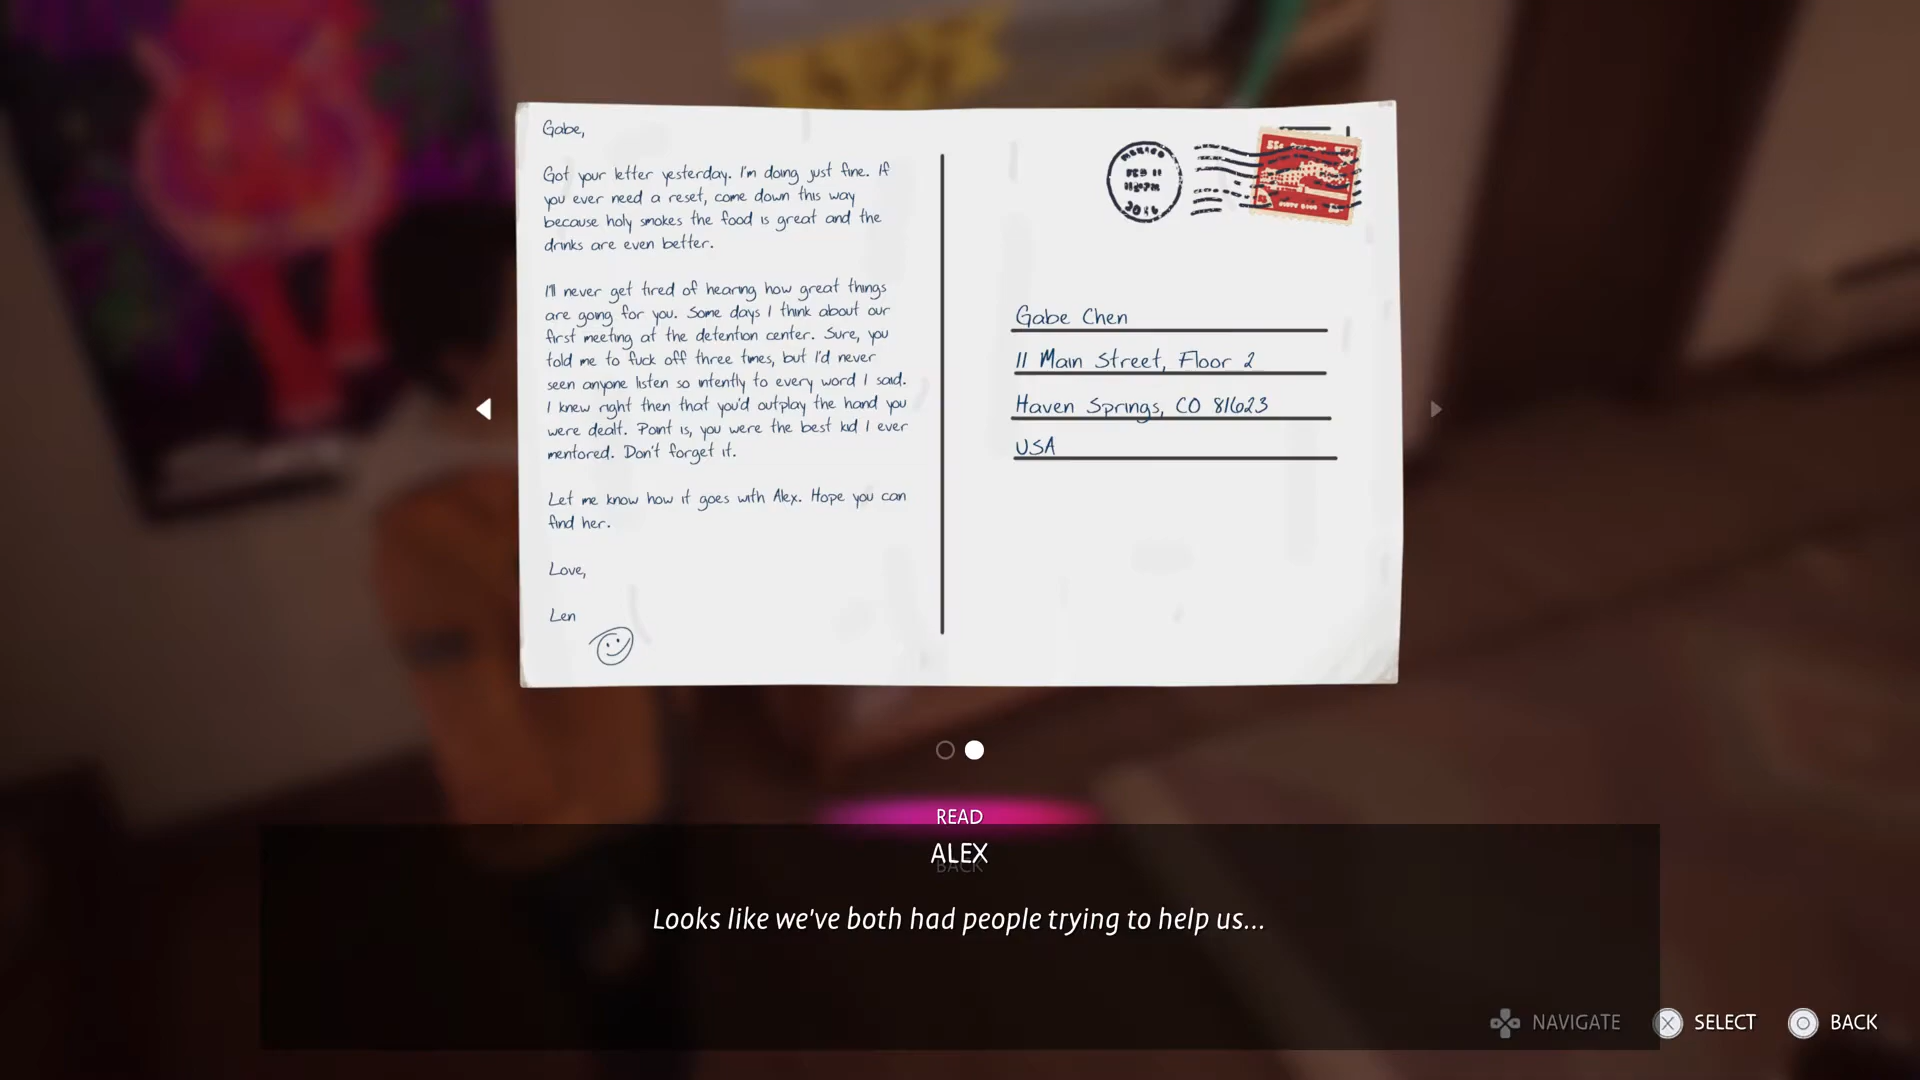 Gabe,
Got your letter yesterday. I'm doing just fine. If
you ever need a reset, come down this way
because holy smokes the food is great and the
drinks are even better.
I'll never get tired of hearing how great things
are going for you. Some days I think about our
first meeting at the detention center. Sure, you
told me to fuck off three times, but I'd never
seen anyone listen so intently to every word I said.
I knew right then that you'd outplay the hand you
were dealt. Point is, you were the best kid I ever
mentored. Don't forget it.
Let me know how it goes with Alex. Hope you can
find her.
Love,
Len
MEXICO
FEB 11
Gabe Chen
11 Main Street, Floor 2
Haven Springs, CO 81623
USA
READ
ALEX
BACK
Looks like we've both had people trying to help us...
NAVIGATE
SELECT
BACK